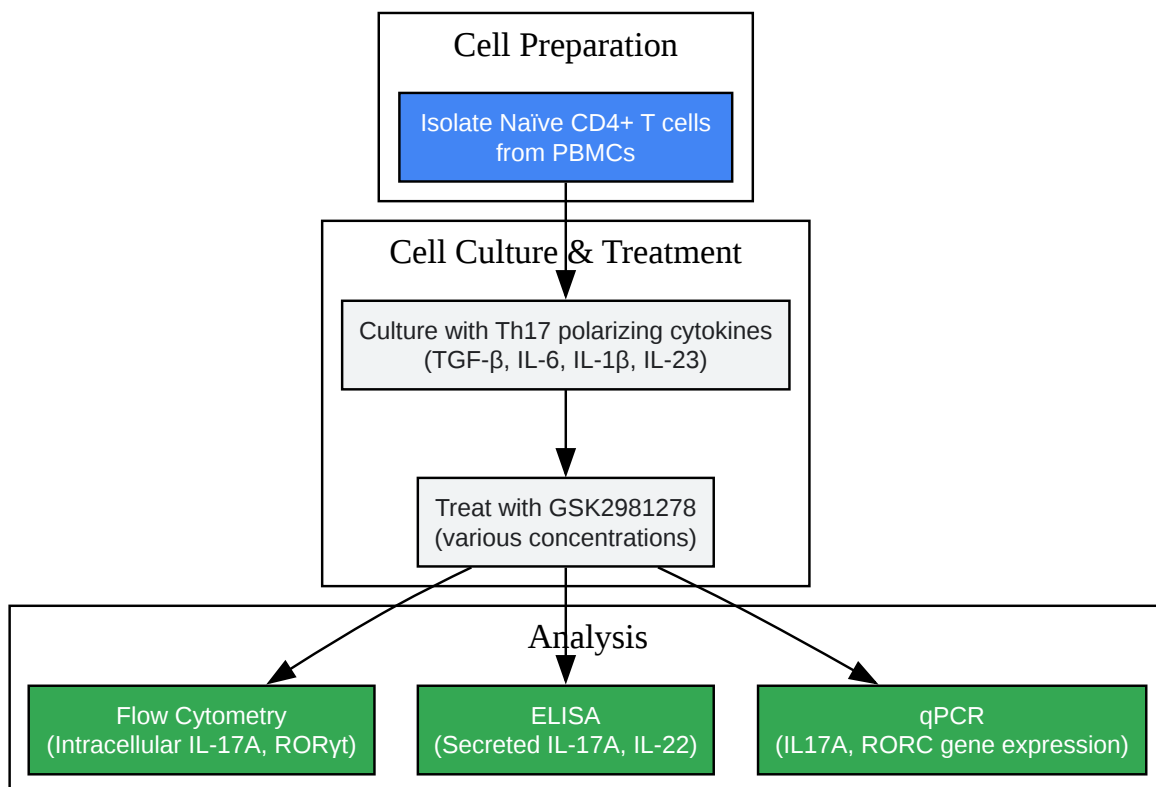 Cell Preparation
Isolate Naïve CD4+ T cells
from PBMCs
Cell Culture & Treatment
Culture with Th17 polarizing cytokines
(TGF-β, IL-6, IL-1β, IL-23)
Treat with GSK2981278
(various concentrations)
Analysis
Flow Cytometry
(Intracellular IL-17A, RORγt)
ELISA
(Secreted IL-17A, IL-22)
qPCR
(IL17A, RORC gene expression)